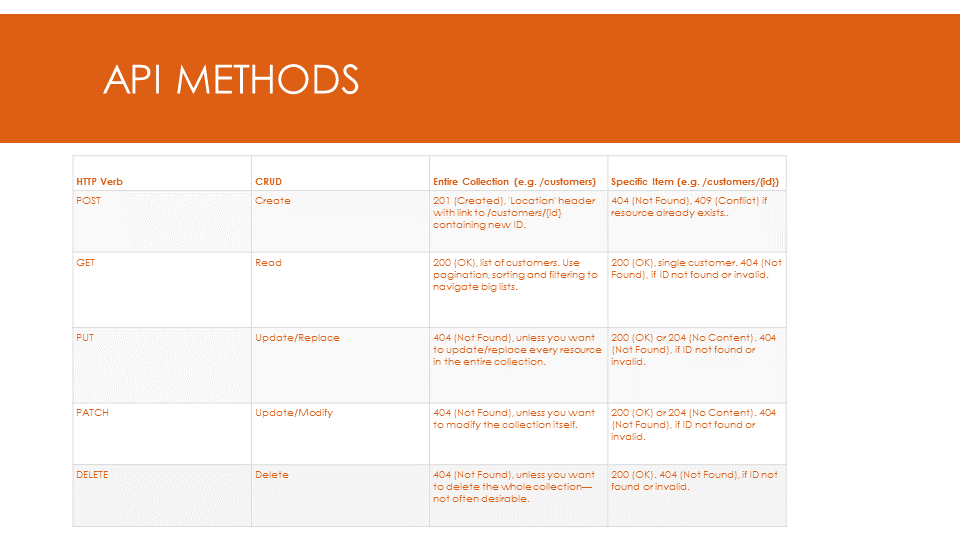 API METHODS
HTTP Verb
CRUD
Entire Collection (e.g. /customers)
Specific Item (e.g. /customers/{id})
POST
Create
201 (Created), 'Location' header
with link to /customers/{id}
containing new ID.
404 (Not Found), 409 (Conflict) if
resource already exists..
GET
Read
200 (OK), list of customers. Use
pagination, sorting and filtering to
navigate big lists.
200 (OK), single customer. 404 (Not
Found), if ID not found or invalid.
PUT
Update/Replace
404 (Not Found), unless you want
to update/replace every resource
in the entire collection.
200 (OK) or 204 (No Content). 404
(Not Found), if ID not found or
invalid.
PATCH
Update/Modify
404 (Not Found), unless you want
to modify the collection itself.
200 (OK) or 204 (No Content). 404
(Not Found), if ID not found or
invalid.
DELETE
Delete
404 (Not Found), unless you want
to delete the whole collection—
not often desirable.
200 (OK). 404 (Not Found), if ID not
found or invalid.